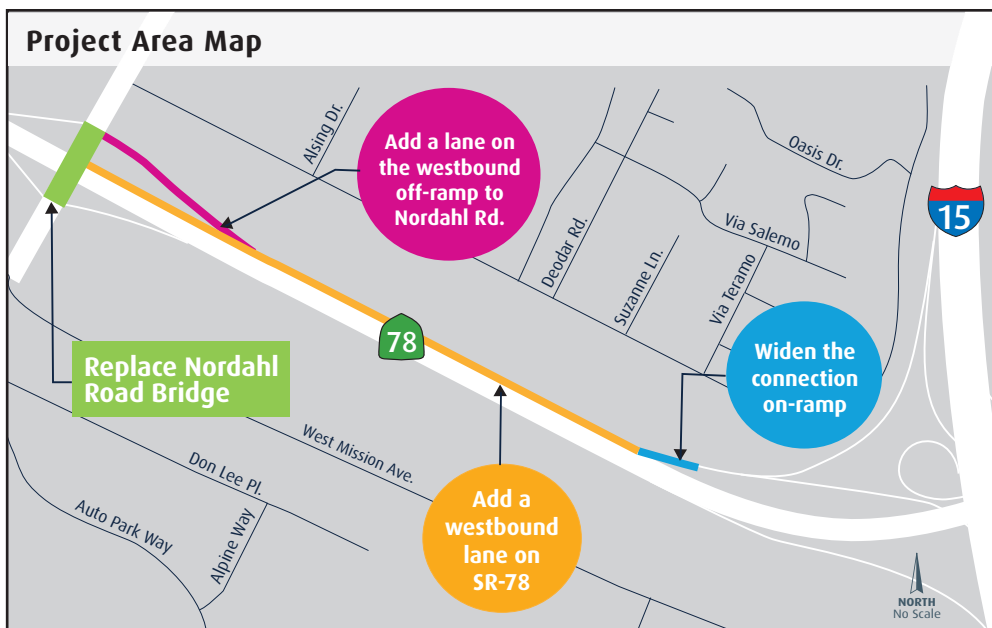 Project Area Map
Alsing Dr.
Add a lane on
the westbound
off-ramp to
Nordahl Rd.
Oasis Dr.
15
Via Salemo
Deodar Rd.
Suzanne Ln.
Via Teramo
78
Replace Nordahl
Road Bridge
Widen the
connection
on-ramp
West Mission Ave.
Don Lee Pl.
Auto Park Way
Alpine Way
Add a
westbound
lane on
SR-78
NORTH
No Scale